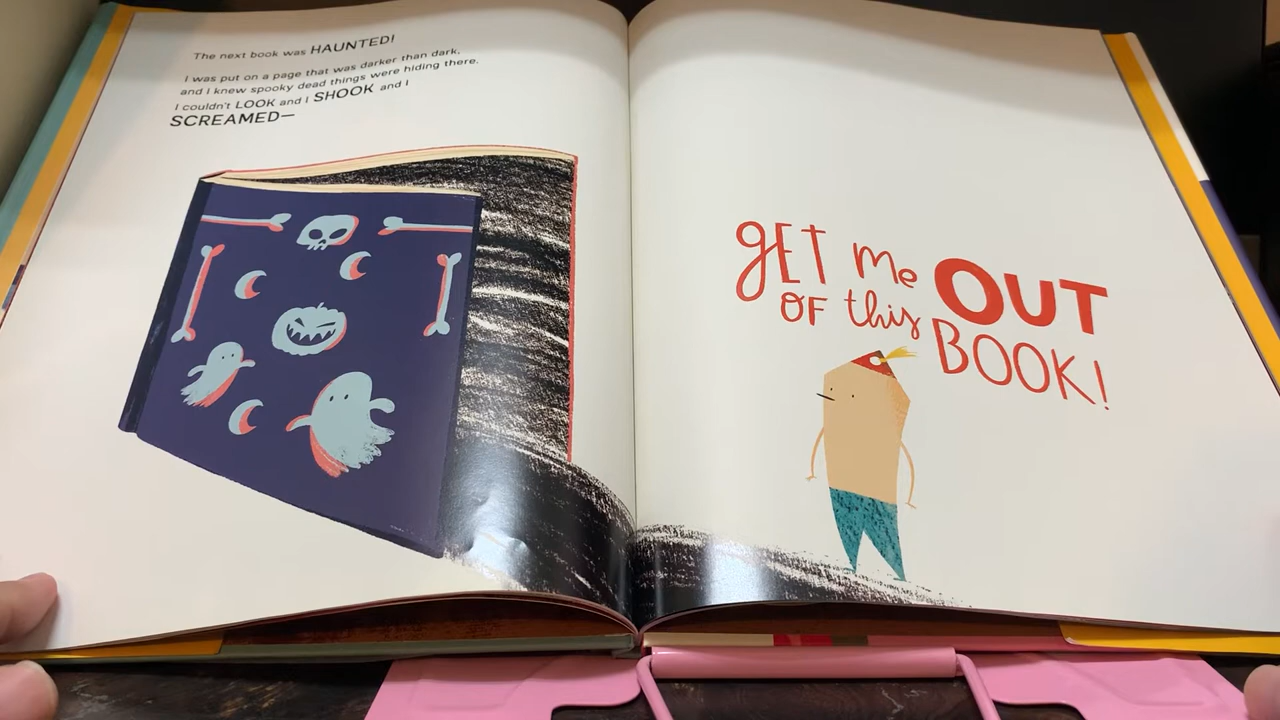 The next book was HAUNTED!
I was put on a page that was darker than dark,
and I knew spooky dead things were hiding there.
I couldn't LOOK and I SHOOK and I
SCREAMED—
GET me OUT
OF this BOOK!